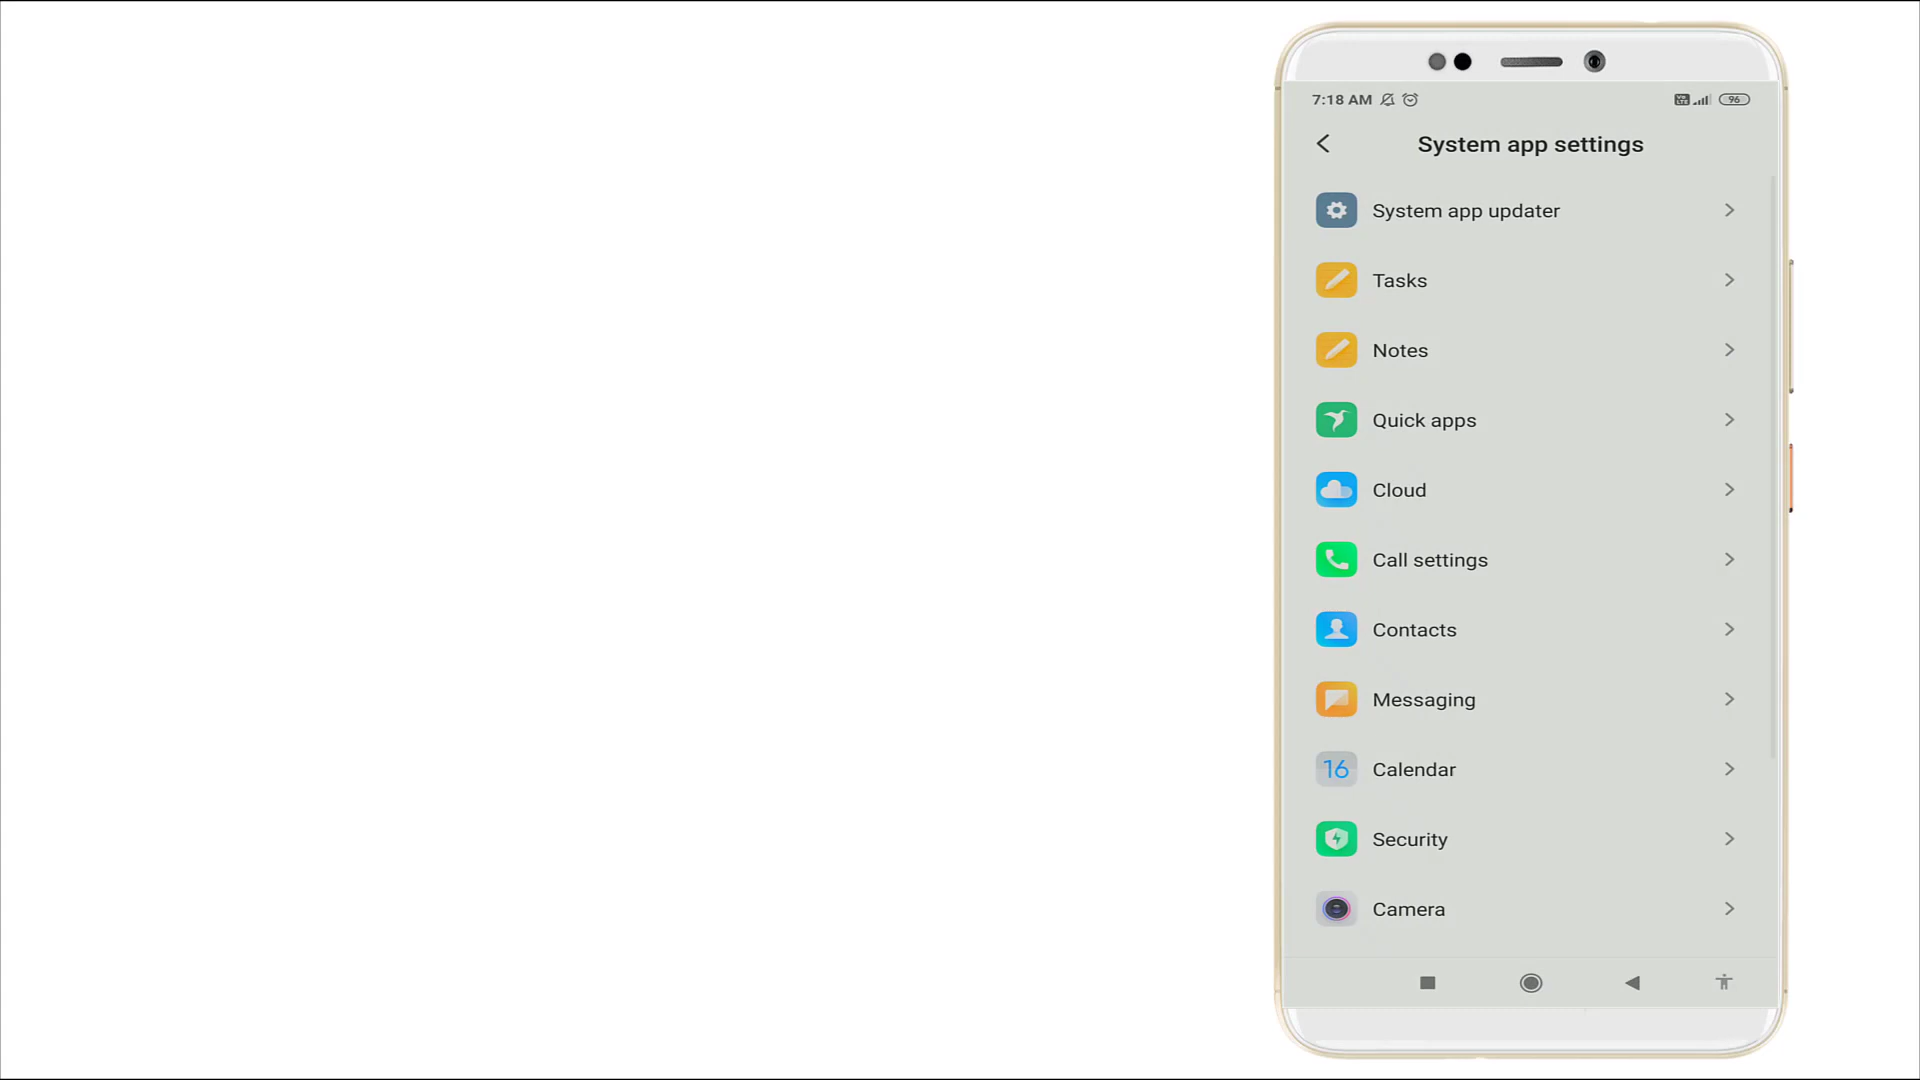 7:18 AM
96
System app settings
System app updater
Tasks
Notes
Quick apps
Cloud
Call settings
Contacts
Messaging
16
Calendar
Security
Camera